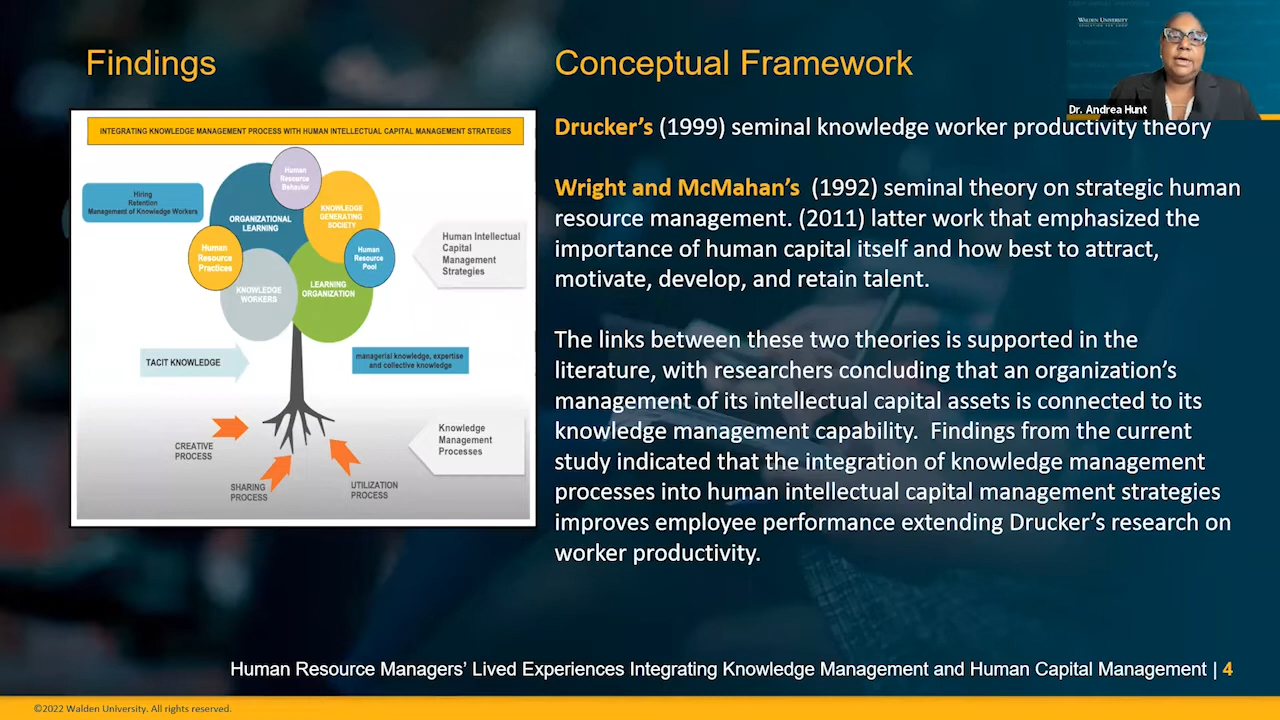 Findings
INTEGRATING KNOWLEDGE MANAGEMENT PROCESS WITH HUMAN INTELLECTUAL CAPITAL MANAGEMENT STRATEGIES
Hiring
Retention
Management of Knowledge Workers
Human
Resource
Behavior
ORGANIZATIONAL
LEARNING
KNOWLEDGE
GENERATING
SOCIETY
Human
Resource
Practices
Human
Resource
Pool
KNOWLEDGE
WORKERS
LEARNING
ORGANIZATION
Human Intellectual
Capital
Management
Strategies
TACIT KNOWLEDGE
managerial knowledge, expertise
and collective knowledge
CREATIVE
PROCESS
SHARING
PROCESS
UTILIZATION
PROCESS
Knowledge
Management
Processes
Conceptual Framework
Drucker's (1999) seminal knowledge worker productivity theory
Wright and McMahan's (1992) seminal theory on strategic human
resource management. (2011) latter work that emphasized the
importance of human capital itself and how best to attract,
motivate, develop, and retain talent.
The links between these two theories is supported in the
literature, with researchers concluding that an organization's
management of its intellectual capital assets is connected to its
knowledge management capability. Findings from the current
study indicated that the integration of knowledge management
processes into human intellectual capital management strategies
improves employee performance extending Drucker's research on
worker productivity.
WALDEN UNIVERSITY
Dr. Andrea Hunt
Human Resource Managers' Lived Experiences Integrating Knowledge Management and Human Capital Management | 4
©2022 Walden University. All rights reserved.